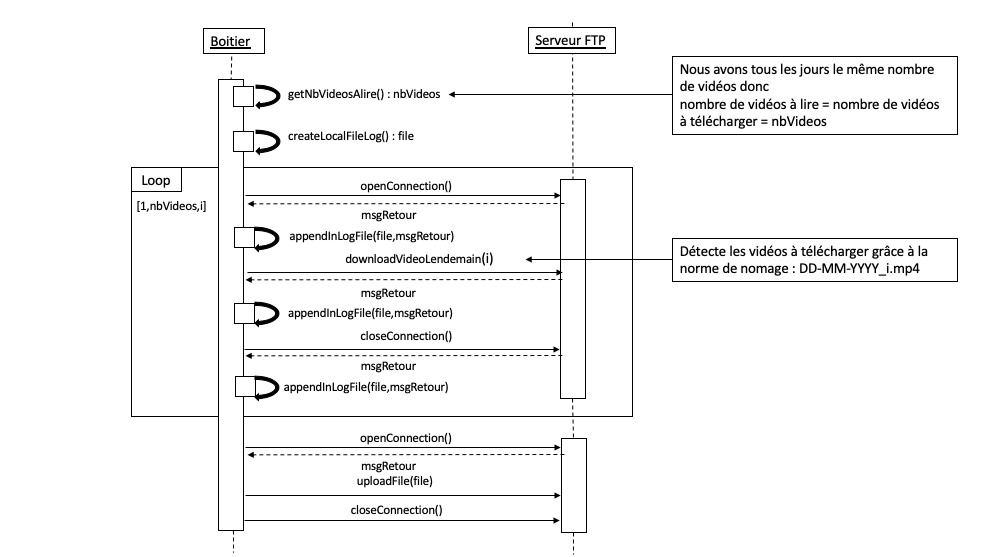 Boitier
Serveur FTP
Nous avons tous les jours le même nombre
de vidéos donc
nombre de vidéos à lire = nombre de vidéos
à télécharger = nbVideos
getNbVideosAlire() : nbVideos
createLocalFileLog() : file
Loop
[1,nbVideos,i]
openConnection()
msgRetour
appendInLogFile(file,msgRetour)
downloadVideoLendemain(i)
Détecte les vidéos à télécharger grâce à la
norme de nomage : DD-MM-YYYY_i.mp4
msgRetour
appendInLogFile(file,msgRetour)
closeConnection()
msgRetour
appendInLogFile(file,msgRetour)
openConnection()
msgRetour
uploadFile(file)
closeConnection()